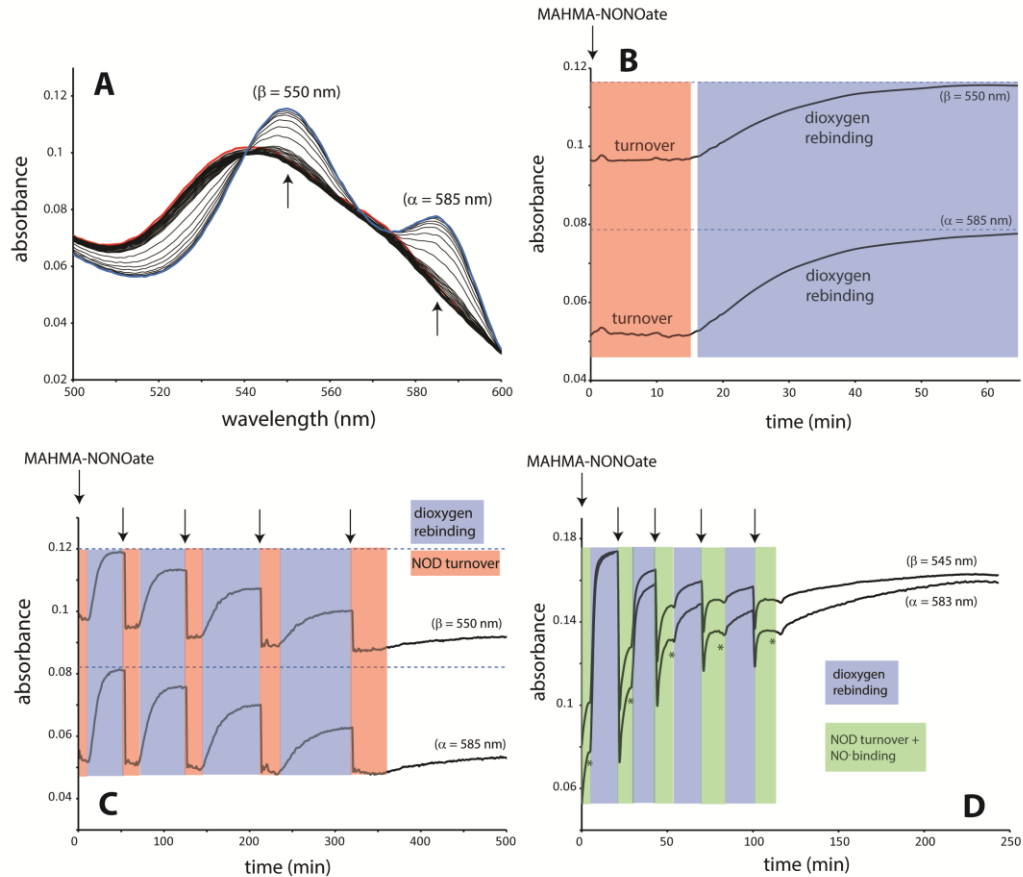 MAHMA-NONOate
A
B
0.12
0.1
0.08
0.06
0.04
0.02
absorbance
(β = 550 nm)
(α = 585 nm)
500
520
540
560
580
600
wavelength (nm)
0.12
0.1
0.08
0.06
0.04
absorbance
(β = 550 nm)
turnover
dioxygen
rebinding
(α = 585 nm)
turnover
dioxygen
rebinding
0
10
20
30
40
50
60
time (min)
MAHMA-NONOate
dioxygen
rebinding
NOD turnover
0.12
0.1
0.08
0.06
0.04
absorbance
(β = 550 nm)
(α = 585 nm)
C
0
50
100
150
200
250
300
350
400
450
500
time (min)
MAHMA-NONOate
0.18
0.14
0.1
0.06
absorbance
(β = 545 nm)
(α = 583 nm)
*
*
*
*
*
dioxygen
rebinding
NOD turnover +
NO·binding
D
0
50
100
150
200
250
time (min)